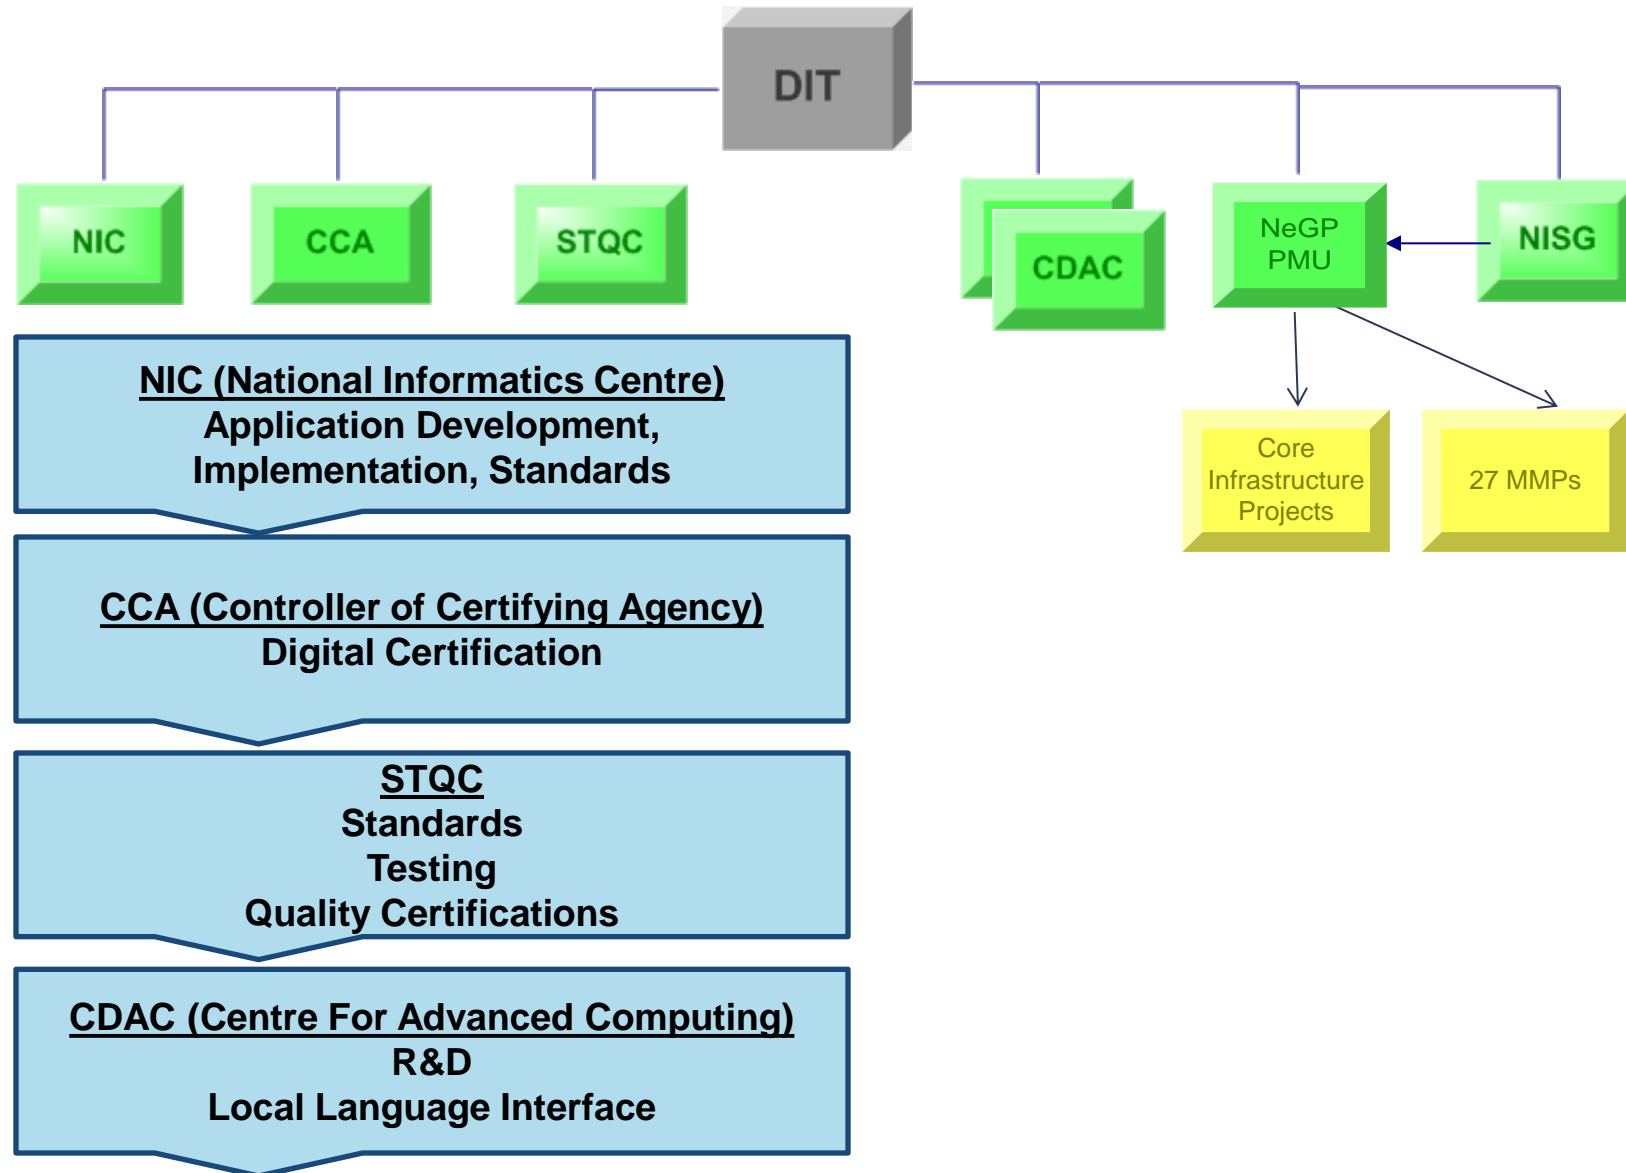 DIT
NIC
CCA
STQC
CDAC
NeGP
PMU
NISG
NIC (National Informatics Centre)
Application Development,
Implementation, Standards
Core
Infrastructure
Projects
27 MMPs
CCA (Controller of Certifying Agency)
Digital Certification
STQC
Standards
Testing
Quality Certifications
CDAC (Centre For Advanced Computing)
R&D
Local Language Interface